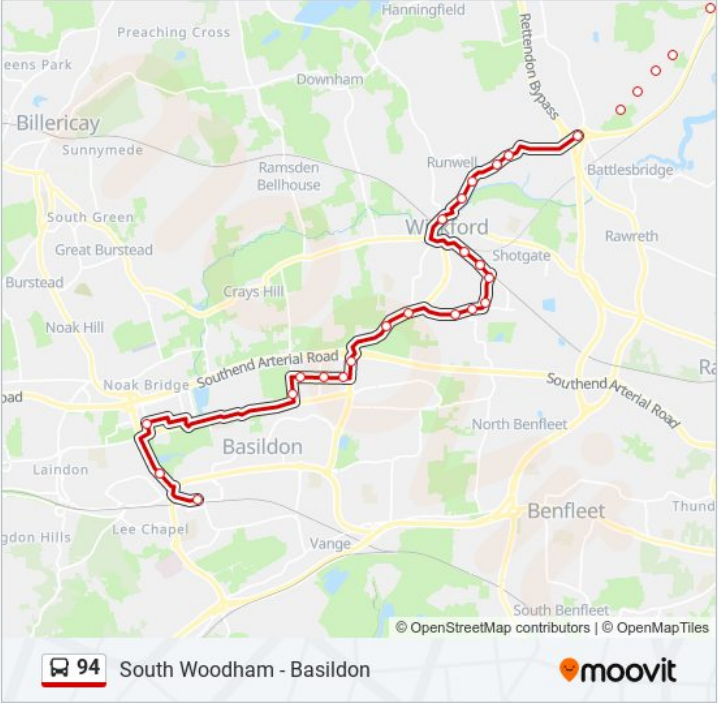 Hanningfield
Preaching Cross
Rettendon Bypass
eens Park
Downham
Billericay
Sunnymede
Runwell
Ramsden
Bellhouse
Battlesbridge
South Green
Wickford
Rawreth
Great Burstead
Shotgate
Burstead
Crays Hill
Noak Hill
Southend Arterial Road
Ra
Noak Bridge
Southend Arterial Road
oad
North Benfleet
Basildon
Laindon
Benfleet
Thund
Lee Chapel
gdon Hills
Vange
South Benfleet
© OpenStreetMap contributors | © OpenMapTiles
94 South Woodham - Basildon
moovit